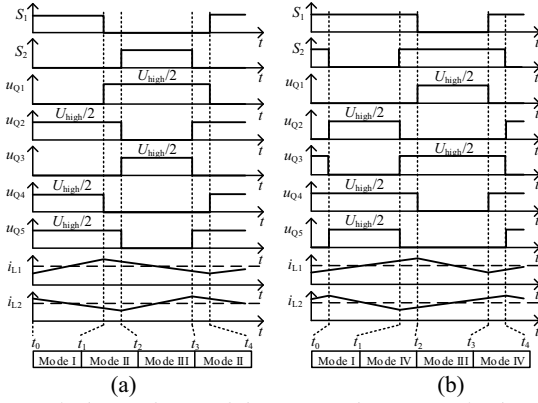 S1
t
S2
t
uQ1
Uhigh/2
t
uQ2
Uhigh/2
t
uQ3
Uhigh/2
t
uQ4
Uhigh/2
t
uQ5
Uhigh/2
t
iL1
t
iL2
t
t0 t1 t2 t3 t4
Mode I Mode II Mode III Mode II
(a)
S1
t
S2
t
uQ1
Uhigh/2
t
uQ2
Uhigh/2
t
uQ3
Uhigh/2
t
uQ4
Uhigh/2
t
uQ5
Uhigh/2
t
iL1
t
iL2
t
t0 t1 t2 t3 t4
Mode I Mode IV Mode III Mode IV
(b)